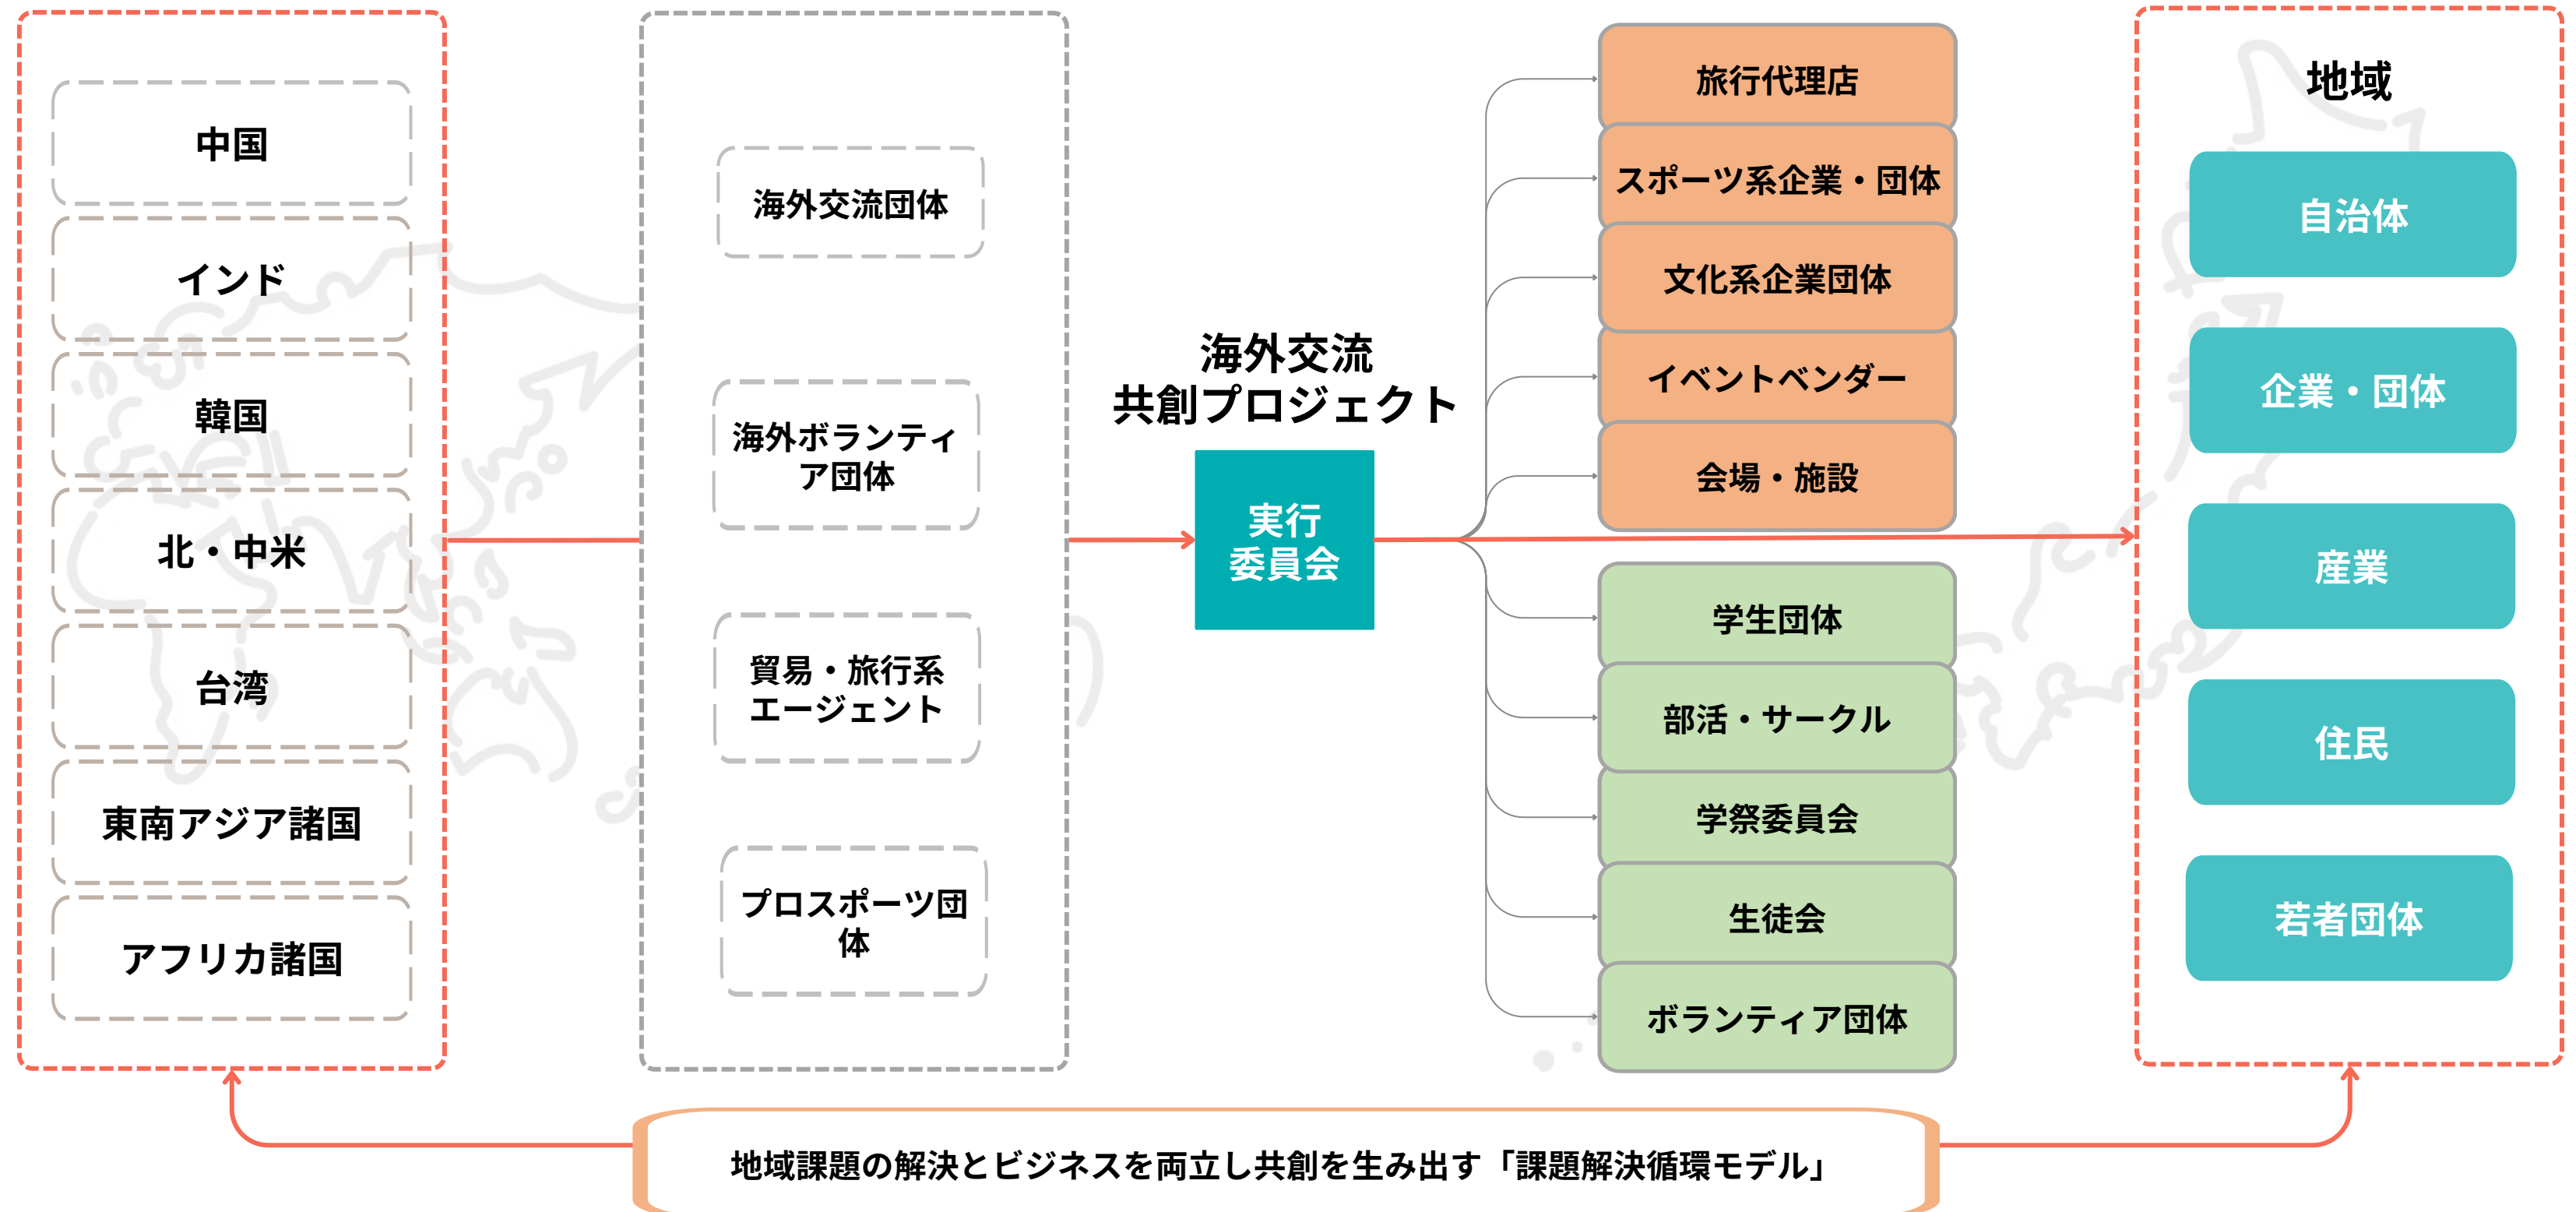 中国
インド
韓国
北・中米
台湾
東南アジア諸国
アフリカ諸国
海外交流団体
海外ボランティ
ア団体
貿易・旅行系
エージェント
プロスポーツ団
体
海外交流
共創プロジェクト
実行
委員会
旅行代理店
スポーツ系企業・団体
文化系企業団体
イベントベンダー
会場・施設
学生団体
部活・サークル
学祭委員会
生徒会
ボランティア団体
地域
自治体
企業・団体
産業
住民
若者団体
地域課題の解決とビジネスを両立し共創を生み出す「課題解決循環モデル」